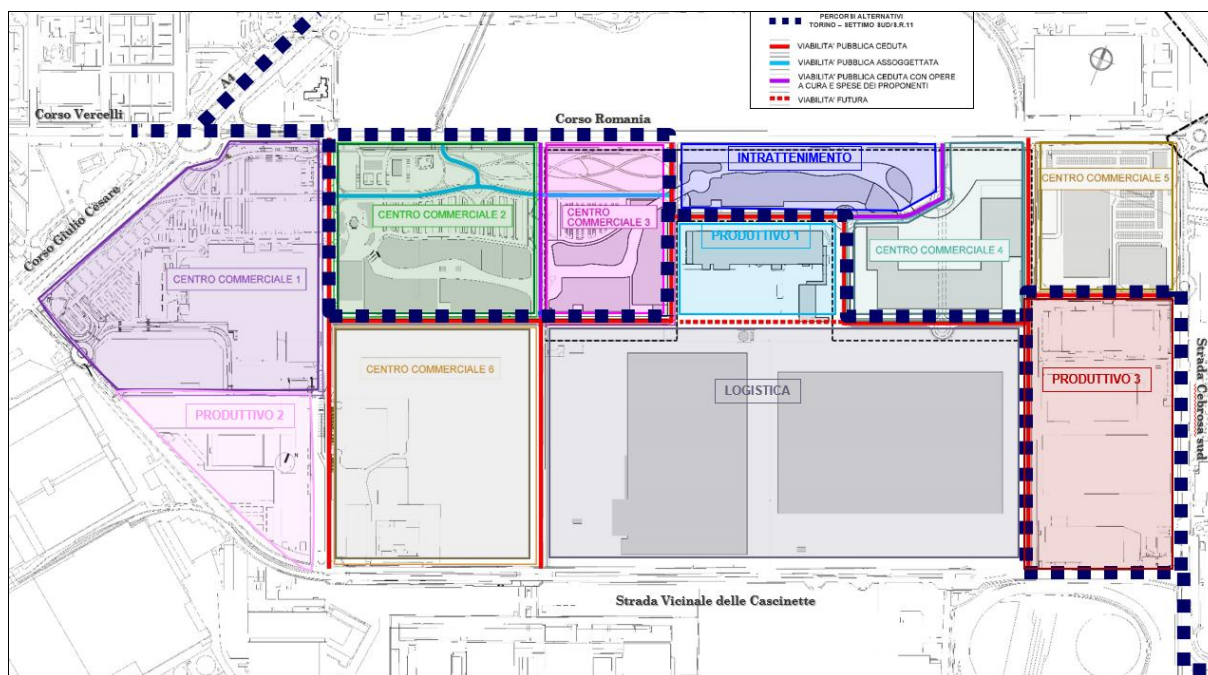 PERCORSI ALTERNATIVI
TORINO – SETTIMO SUD/S.R.11
VIABILITA' PUBBLICA CEDUTA
VIABILITA' PUBBLICA ASSOGGETTATA
VIABILITA' PUBBLICA CEDUTA CON OPERE
A CURA E SPESE DEI PROPONENTI
VIABILITA' FUTURA
A4
Corso Vercelli
Corso Romania
Corso Giulio Cesare
INTRATTENIMENTO
CENTRO COMMERCIALE 5
CENTRO COMMERCIALE 2
CENTRO
COMMERCIALE 3
PRODUTTIVO 1
CENTRO COMMERCIALE 4
CENTRO COMMERCIALE 1
CENTRO COMMERCIALE 6
LOGISTICA
PRODUTTIVO 3
PRODUTTIVO 2
N
Strada Cebrosa sud
Strada Vicinale delle Cascinette